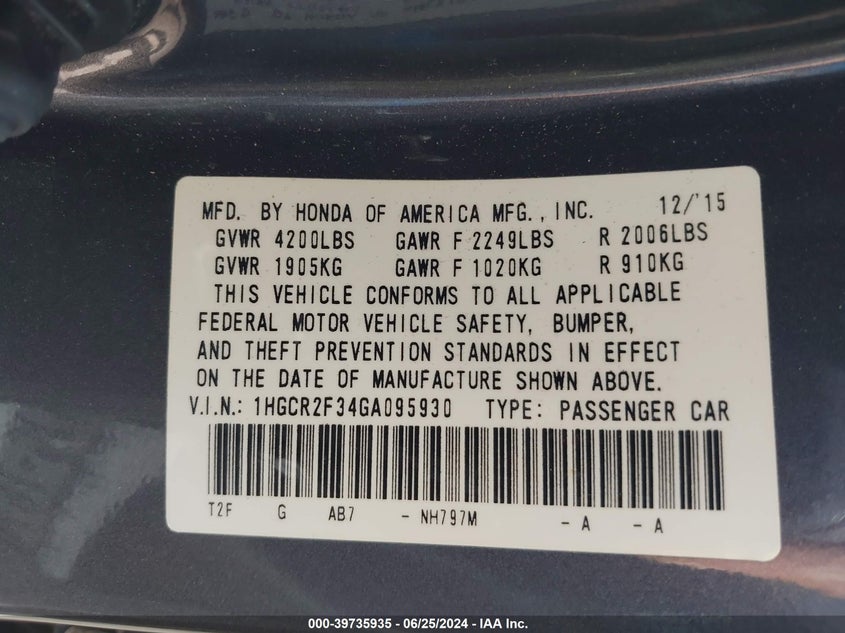 MFD. BY HONDA OF AMERICA MFG., INC. 12/'15
GVWR 4200LBS GAWR F 2249LBS R 2006LBS
GVWR 1905KG GAWR F 1020KG R 910KG
THIS VEHICLE CONFORMS TO ALL APPLICABLE
FEDERAL MOTOR VEHICLE SAFETY, BUMPER,
AND THEFT PREVENTION STANDARDS IN EFFECT
ON THE DATE OF MANUFACTURE SHOWN ABOVE.
V.I.N.: 1HGCR2F34GA095930 TYPE: PASSENGER CAR
T2F G AB7 - NH797M - A - A
000-39735935 - 06/25/2024 - IAA Inc.